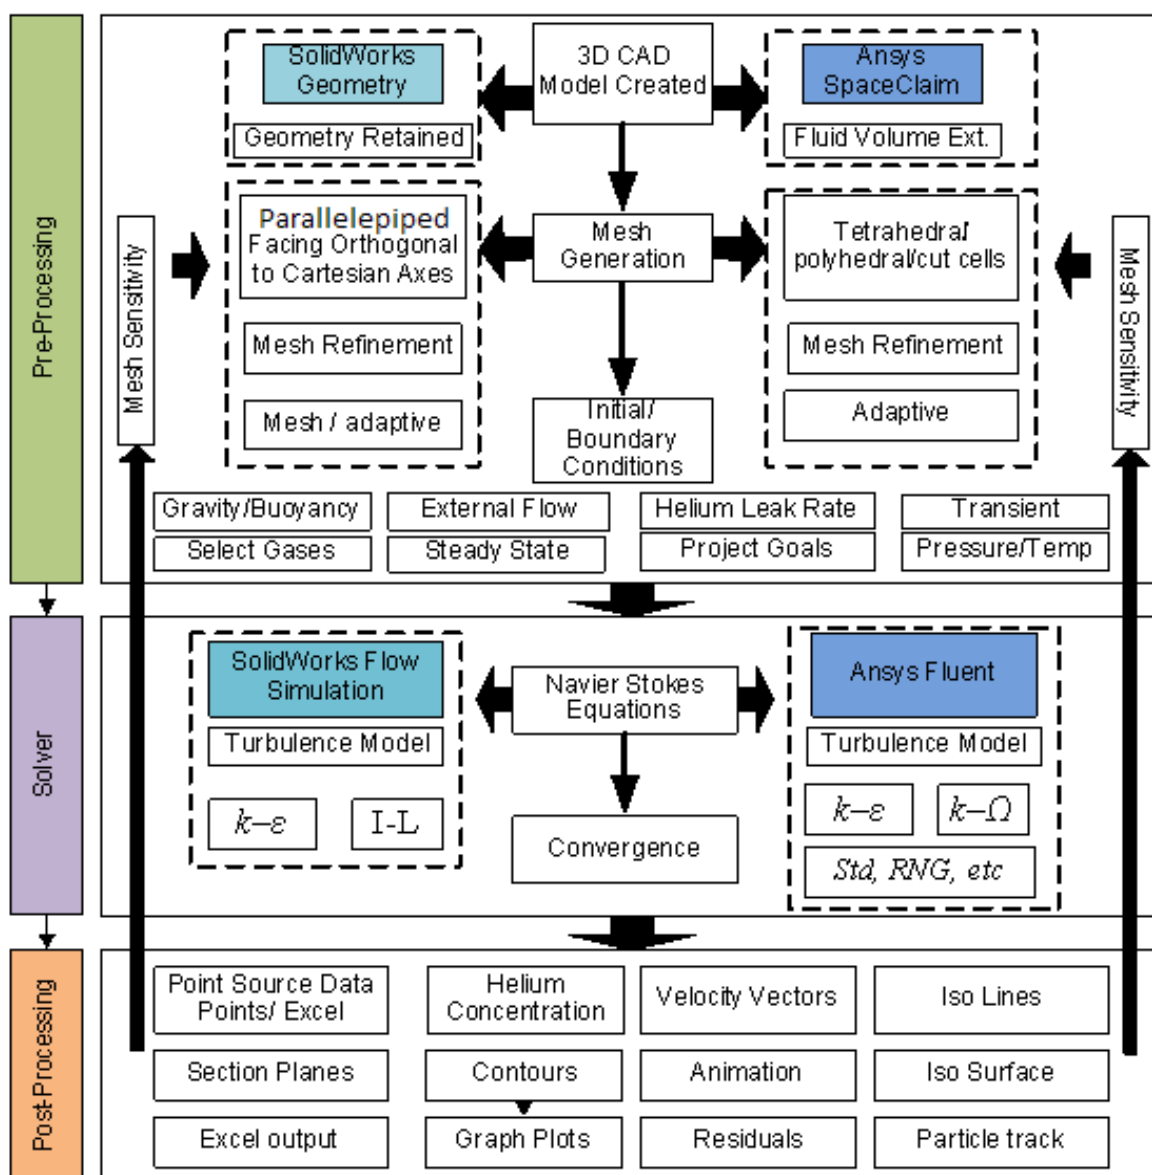 Pre-Processing
SolidWorks
Geometry
Geometry Retained
3D CAD
Model Created
Ansys
SpaceClaim
Fluid Volume Ext.
Mesh Sensitivity
Parallelepiped
Facing Orthogonal
to Cartesian Axes
Mesh Refinement
Mesh / adaptive
Mesh
Generation
Initial/
Boundary
Conditions
Tetrahedra/
polyhedral/cut cells
Mesh Refinement
Adaptive
Mesh Sensitivity
Gravity/Buoyancy
External Flow
Helium Leak Rate
Transient
Select Gases
Steady State
Project Goals
Pressure/Temp
Solver
SolidWorks Flow
Simulation
Turbulence Model
k–ε
I-L
Navier Stokes
Equations
Convergence
Ansys Fluent
Turbulence Model
k–ε
k–Ω
Std, RNG, etc
Post-Processing
Point Source Data
Points/ Excel
Helium
Concentration
Velocity Vectors
Iso Lines
Section Planes
Contours
Animation
Iso Surface
Excel output
Graph Plots
Residuals
Particle track